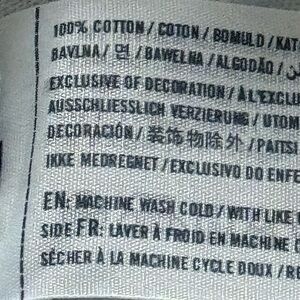 100% COTTON / COTON / BOMULD / KAT
BAVLNA / 면 / BAWEŁNA / ALGODÃO /
EXCLUSIVE OF DECORATION / À L'EXCLU
AUSSCHLIESSLICH VERZIERUNG / UTOM
DECORACIÓN / 装饰物除外 / PAITSI
IKKE MEDREGNET / EXCLUSIVO DO ENFE
EN: MACHINE WASH COLD / WITH LIKE
SIDE FR: LAVER À FROID EN MACHINE
SÉCHER À LA MACHINE CYCLE DOUX / RE